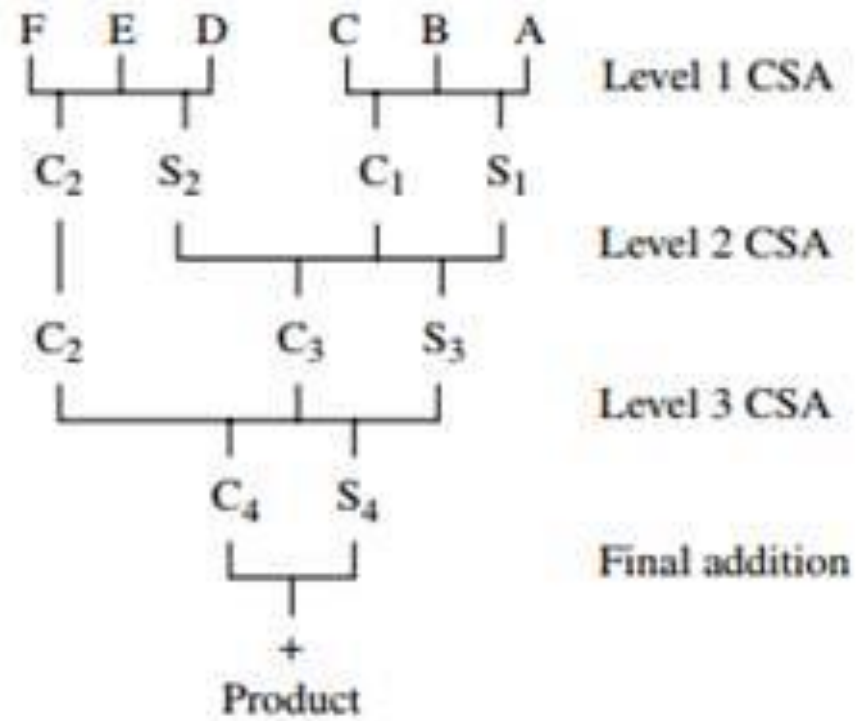 F E D C B A Level 1 CSA
C₂ S₂ C₁ S₁
Level 2 CSA
C₂ C₃ S₃
Level 3 CSA
C₄ S₄
Final addition
+
Product